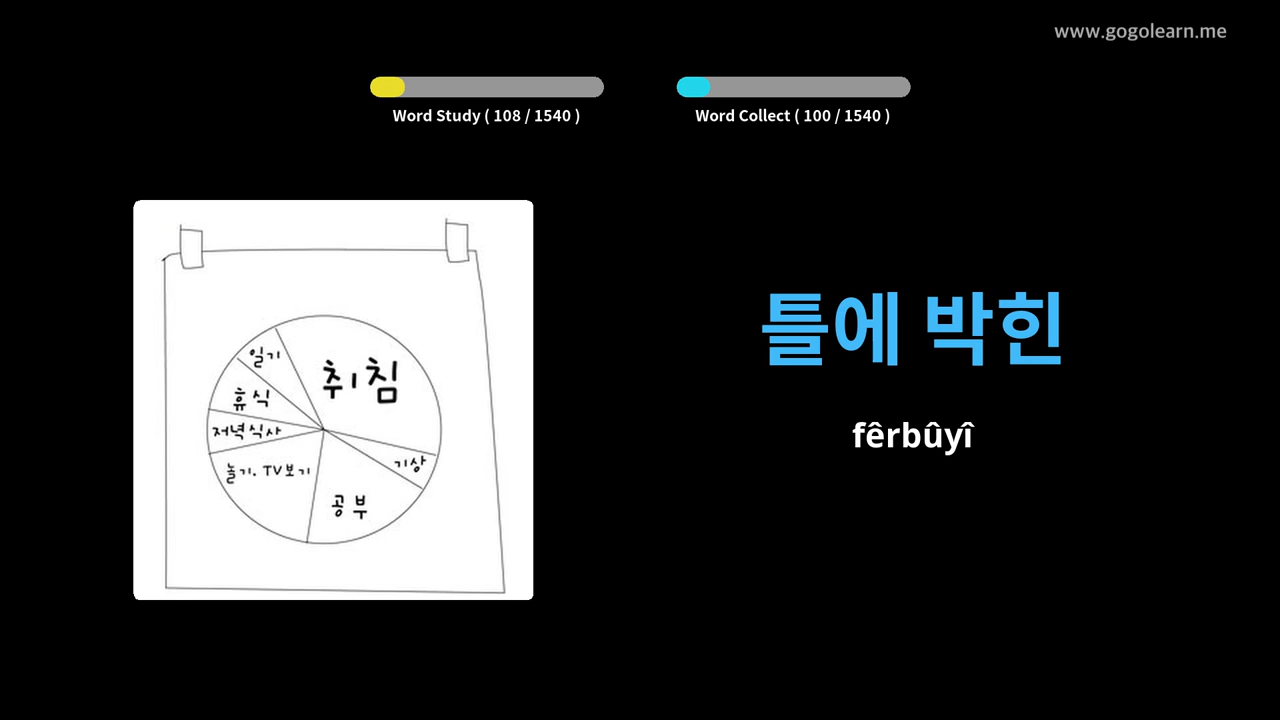 www.gogolearn.me
Word Study ( 108 / 1540 )
Word Collect ( 100 / 1540 )
일기
취침
휴식
저녁식사
놀기. TV보기
기상
공부
틀에 박힌
fêrbûyî